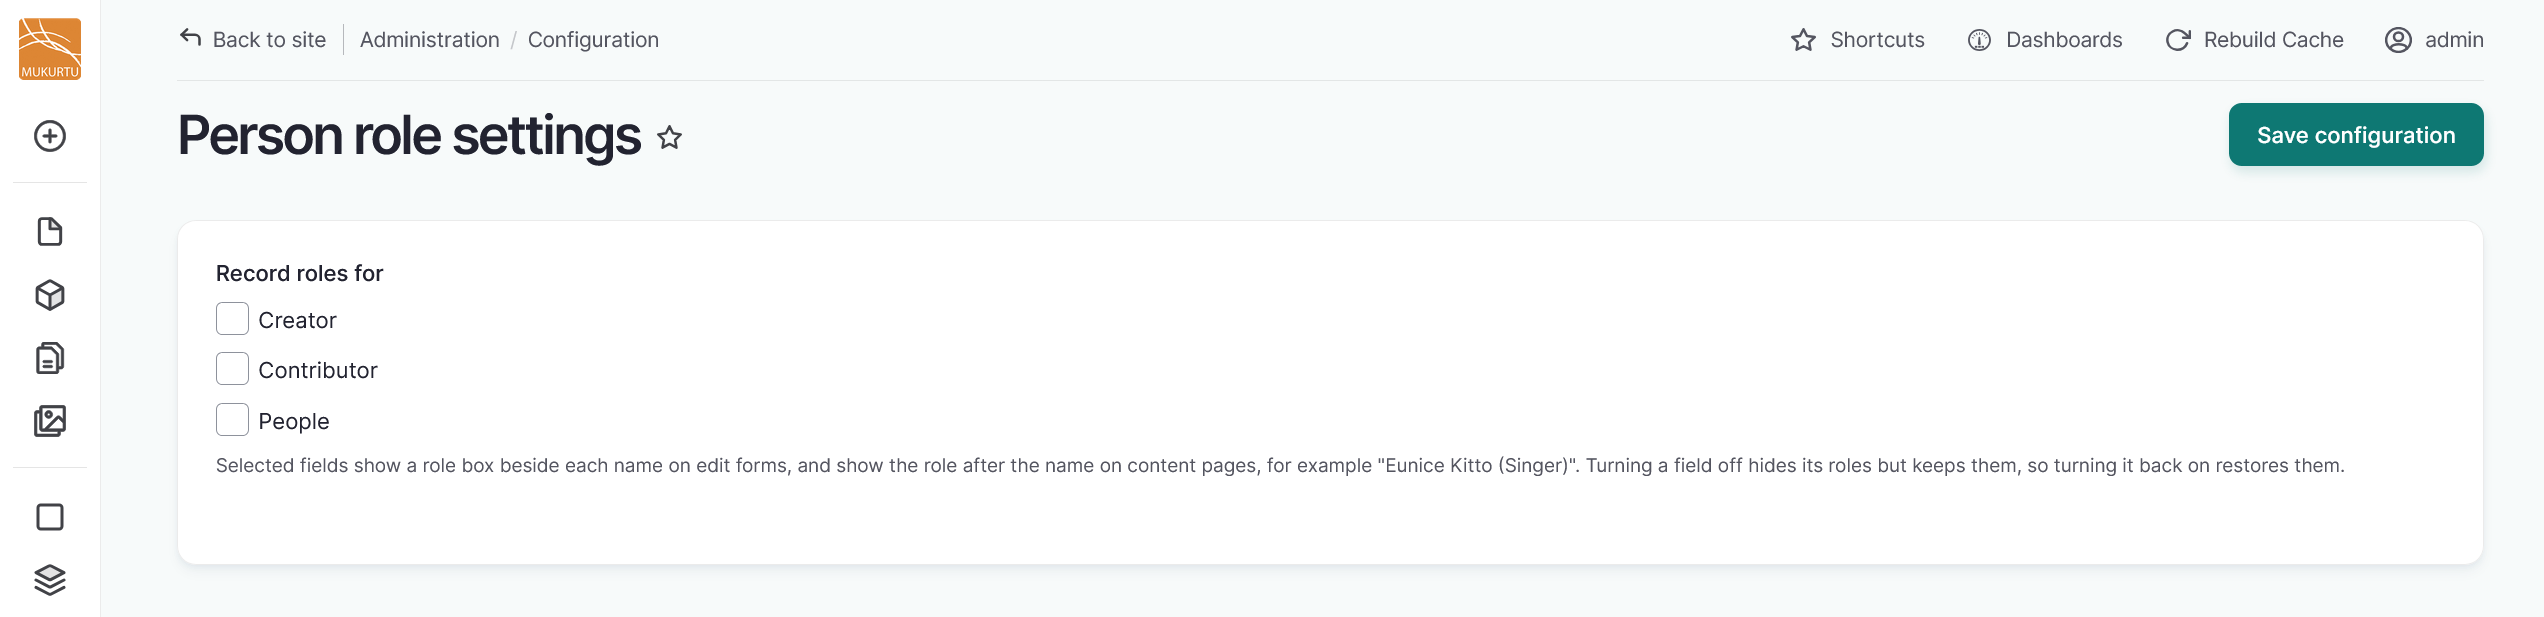 MUKURTU
Back to site
Administration / Configuration
Shortcuts
Dashboards
Rebuild Cache
admin
Person role settings
Save configuration
Record roles for
Creator
Contributor
People
Selected fields show a role box beside each name on edit forms, and show the role after the name on content pages, for example "Eunice Kitto (Singer)". Turning a field off hides its roles but keeps them, so turning it back on restores them.